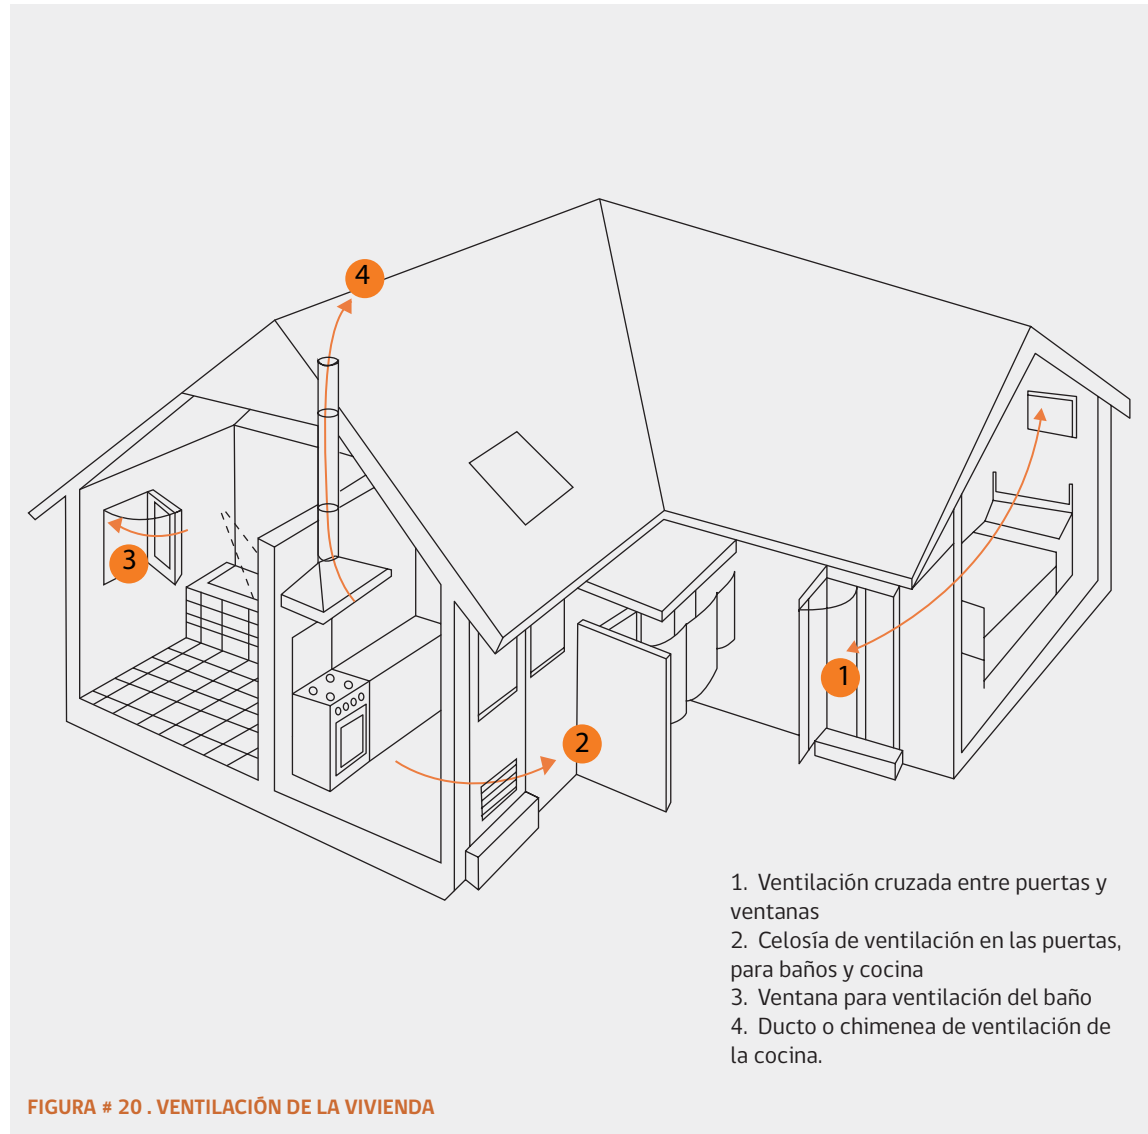 4
3
1
2
1. Ventilación cruzada entre puertas y
ventanas
2. Celosía de ventilación en las puertas,
para baños y cocina
3. Ventana para ventilación del baño
4. Ducto o chimenea de ventilación de
la cocina.
FIGURA # 20 . VENTILACIÓN DE LA VIVIENDA